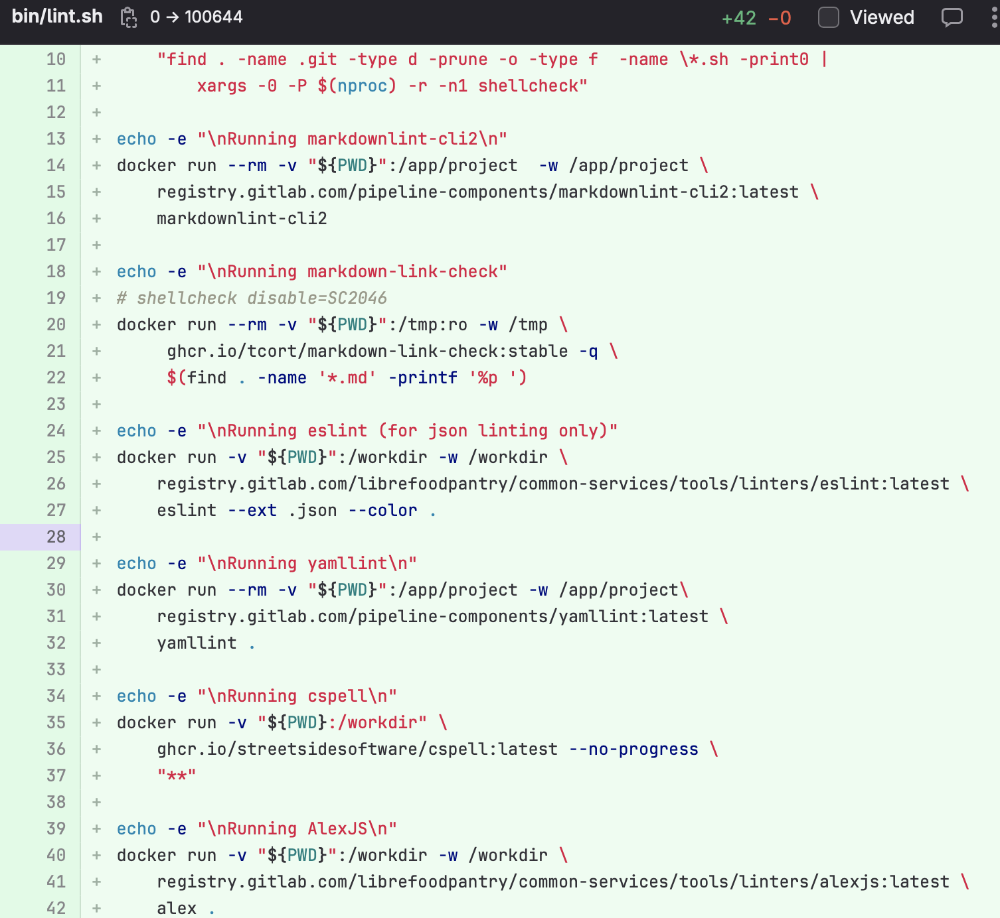 bin/lint.sh 0 → 100644 +42 −0 Viewed
10 + "find . -name .git -type d -prune -o -type f  -name \*.sh -print0 |
11 + xargs -0 -P $(nproc) -r -n1 shellcheck"
12 +
13 + echo -e "\nRunning markdownlint-cli2\n"
14 + docker run --rm -v "${PWD}":/app/project  -w /app/project \
15 + registry.gitlab.com/pipeline-components/markdownlint-cli2:latest \
16 + markdownlint-cli2
17 +
18 + echo -e "\nRunning markdown-link-check"
19 + # shellcheck disable=SC2046
20 + docker run --rm -v "${PWD}":/tmp:ro -w /tmp \
21 + ghcr.io/tcort/markdown-link-check:stable -q \
22 + $(find . -name '*.md' -printf '%p ')
23 +
24 + echo -e "\nRunning eslint (for json linting only)"
25 + docker run -v "${PWD}":/workdir -w /workdir \
26 + registry.gitlab.com/librefoodpantry/common-services/tools/linters/eslint:latest \
27 + eslint --ext .json --color .
28 +
29 + echo -e "\nRunning yamllint\n"
30 + docker run --rm -v "${PWD}":/app/project -w /app/project\
31 + registry.gitlab.com/pipeline-components/yamllint:latest \
32 + yamllint .
33 +
34 + echo -e "\nRunning cspell\n"
35 + docker run -v "${PWD}:/workdir" \
36 + ghcr.io/streetsidesoftware/cspell:latest --no-progress \
37 + "**"
38 +
39 + echo -e "\nRunning AlexJS\n"
40 + docker run -v "${PWD}":/workdir -w /workdir \
41 + registry.gitlab.com/librefoodpantry/common-services/tools/linters/alexjs:latest \
42 + alex .